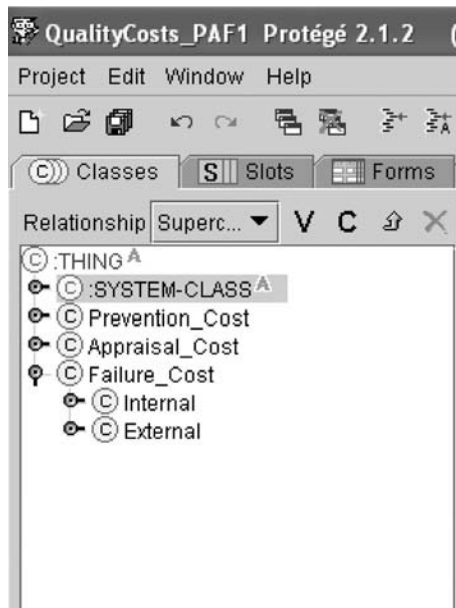 QualityCosts_PAF1 Protégé 2.1.2 (
Project Edit Window Help
C Classes S Slots Forms
Relationship Superc... V C
C :THING A
C :SYSTEM-CLASS A
C Prevention_Cost
C Appraisal_Cost
C Failure_Cost
C Internal
C External